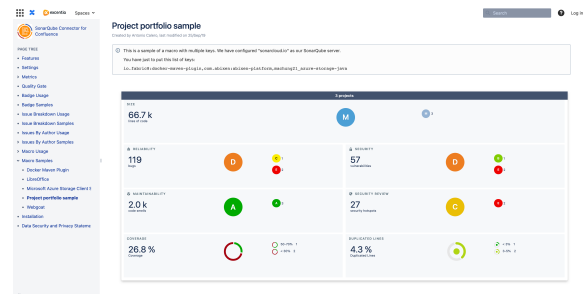 excentia
Spaces
Search
Log in
SonarQube Connector for
Confluence
PAGE TREE
Features
Settings
Metrics
Quality Gate
Badge Usage
Badge Samples
Issue Breakdown Usage
Issue Breakdown Samples
Issues By Author Usage
Issues By Author Samples
Macro Usage
Macro Samples
Docker Maven Plugin
LibreOffice
Microsoft Azure Storage Client f
Project portfolio sample
Webgoat
Installation
Data Security and Privacy Stateme
Project portfolio sample
This is a sample of a macro with multiple keys. We have configured "sonarcloud.io" as our SonarQube server.
You have just to put this list of keys:
3 projects
SIZE
66.7 k
Lines of code
M
RELIABILITY
119
bugs
D
SECURITY
57
vulnerabilities
D
MAINTAINABILITY
2.0 k
code smells
A
A
SECURITY REVIEW
27
security hotspots
C
COVERAGE
26.8 %
Coverage
DUPLICATED LINES
4.3 %
Duplicated Lines